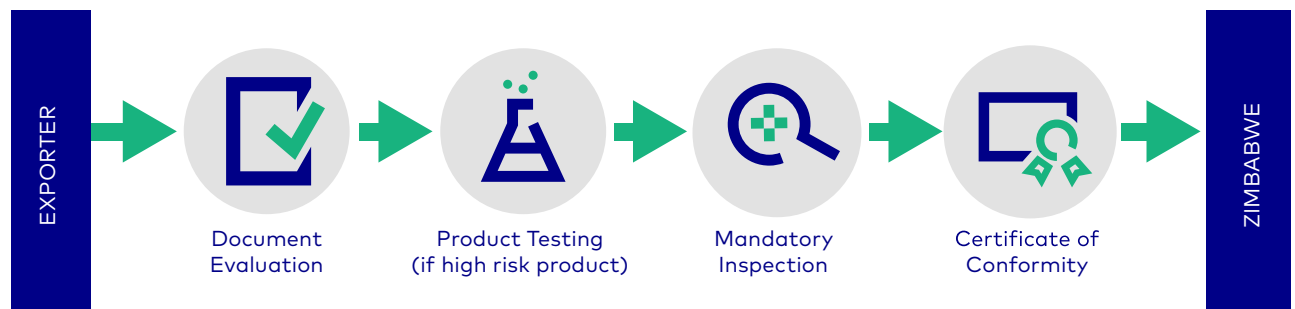 EXPORTER
Document
Evaluation
Product Testing
(if high risk product)
Mandatory
Inspection
Certificate of
Conformity
ZIMBABWE